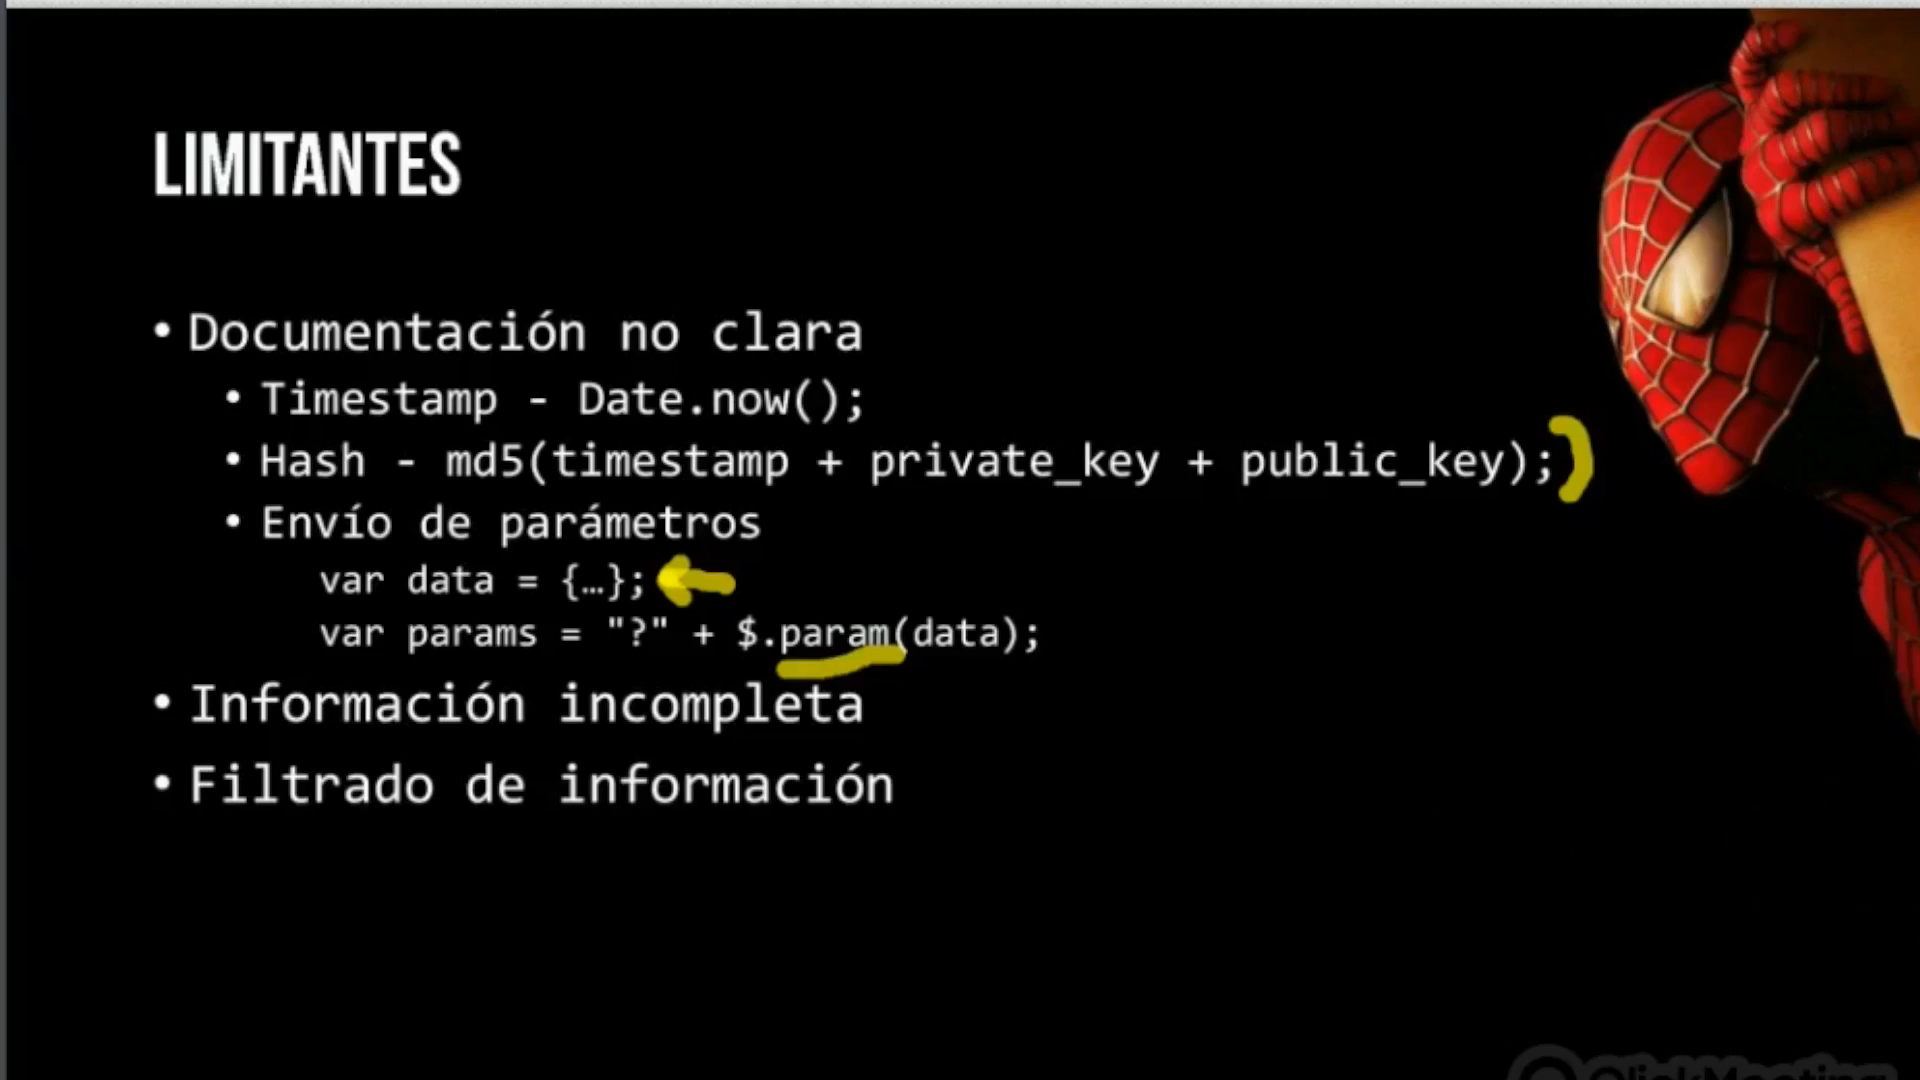 LIMITANTES
• Documentación no clara
• Timestamp - Date.now();
• Hash - md5(timestamp + private_key + public_key);
• Envío de parámetros
var data = {…};
var params = "?" + $.param(data);
• Información incompleta
• Filtrado de información
ClickMeeting